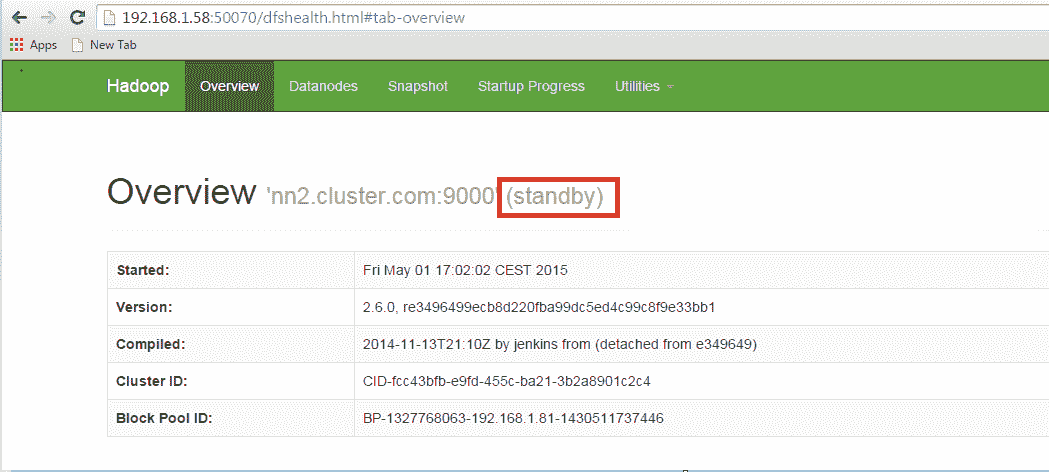 192.168.1.58:50070/dfshealth.html#tab-overview
Apps New Tab
Hadoop Overview Datanodes Snapshot Startup Progress Utilities
Overview 'nn2.cluster.com:9000' (standby)
Started: Fri May 01 17:02:02 CEST 2015
Version: 2.6.0, re3496499ecb8d220fba99dc5ed4c99c8f9e33bb1
Compiled: 2014-11-13T21:10Z by jenkins from (detached from e349649)
Cluster ID: CID-fcc43bfb-e9fd-455c-ba21-3b2a8901c2c4
Block Pool ID: BP-1327768063-192.168.1.81-1430511737446